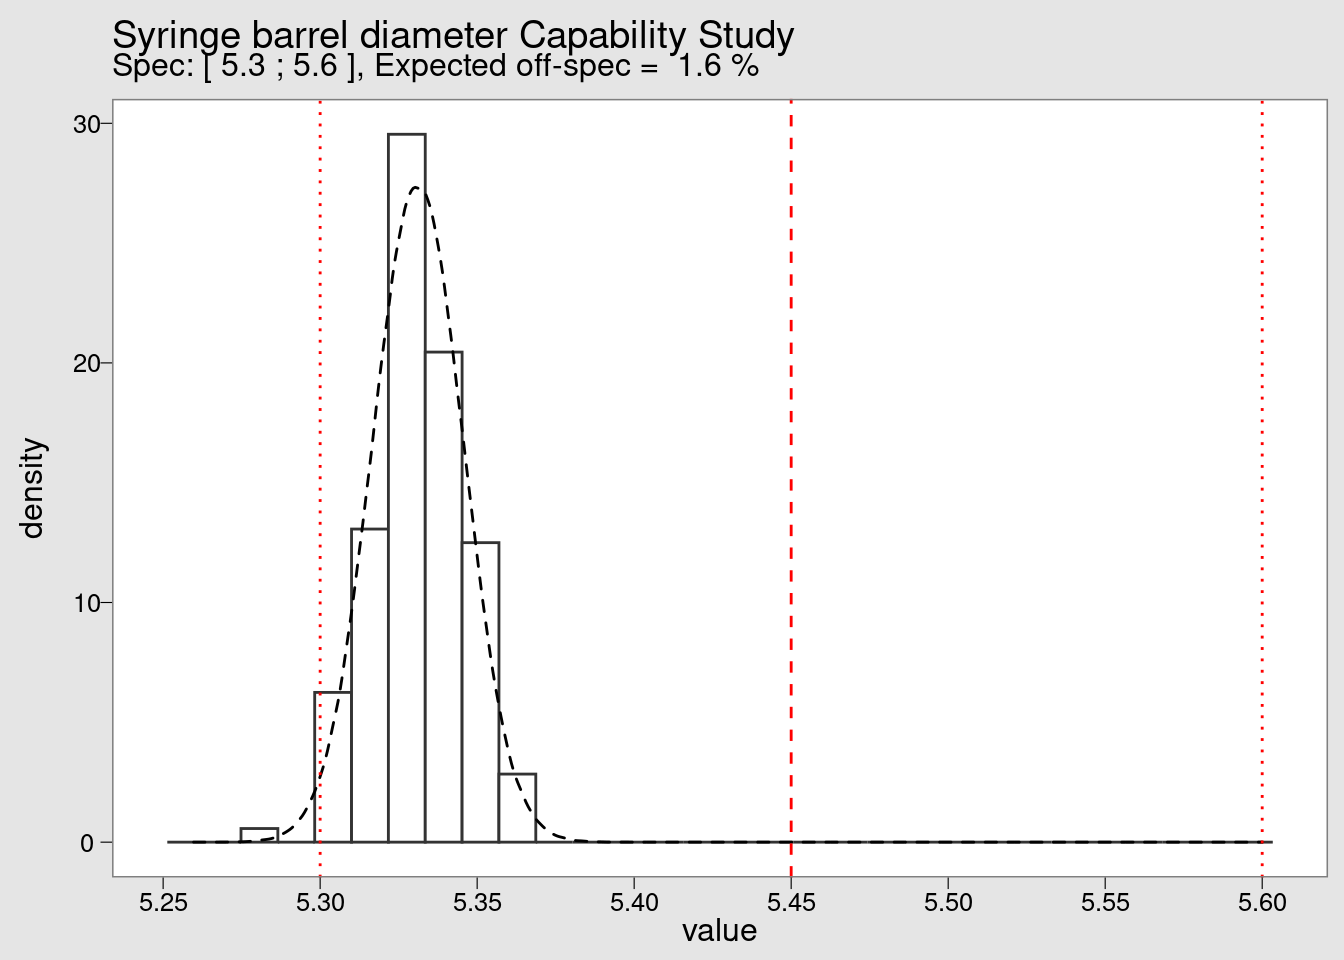 Syringe barrel diameter Capability Study
Spec: [ 5.3 ; 5.6 ], Expected off-spec =  1.6 %
30
20
10
0
density
5.25 5.30 5.35 5.40 5.45 5.50 5.55 5.60
value